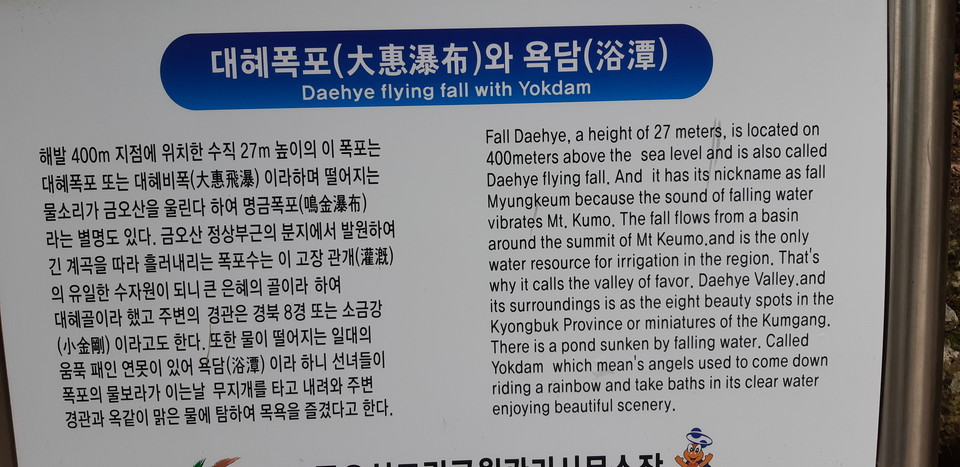 대혜폭포(大惠瀑布)와 욕담(浴潭)
Daehye flying fall with Yokdam
해발 400m 지점에 위치한 수직 27m 높이의 이 폭포는
대혜폭포 또는 대혜비폭(大惠飛瀑) 이라하며 떨어지는
물소리가 금오산을 울린다 하여 명금폭포(鳴金瀑布)
라는 별명도 있다. 금오산 정상부근의 분지에서 발원하여
긴 계곡을 따라 흘러내리는 폭포수는 이 고장 관개(灌漑)
의 유일한 수자원이 되니 큰 은혜의 골이라 하여
대혜골이라 했고 주변의 경관은 경북 8경 또는 소금강
(小金剛) 이라고도 한다. 또한 물이 떨어지는 일대의
움푹 패인 연못이 있어 욕담(浴潭) 이라 하니 선녀들이
폭포의 물보라가 이는날 무지개를 타고 내려와 주변
경관과 옥같이 맑은 물에 탐하여 목욕을 즐겼다고 한다.
Fall Daehye, a height of 27 meters, is located on
400meters above the sea level and is also called
Daehye flying fall. And it has its nickname as fall
Myungkeum because the sound of falling water
vibrates Mt. Kumo. The fall flows from a basin
around the summit of Mt Keumo.and is the only
water resource for irrigation in the region. That's
why it calls the valley of favor. Daehye Valley.and
its surroundings is as the eight beauty spots in the
Kyongbuk Province or miniatures of the Kumgang.
There is a pond sunken by falling water. Called
Yokdam which mean's angels used to come down
riding a rainbow and take baths in its clear water
enjoying beautiful scenery.